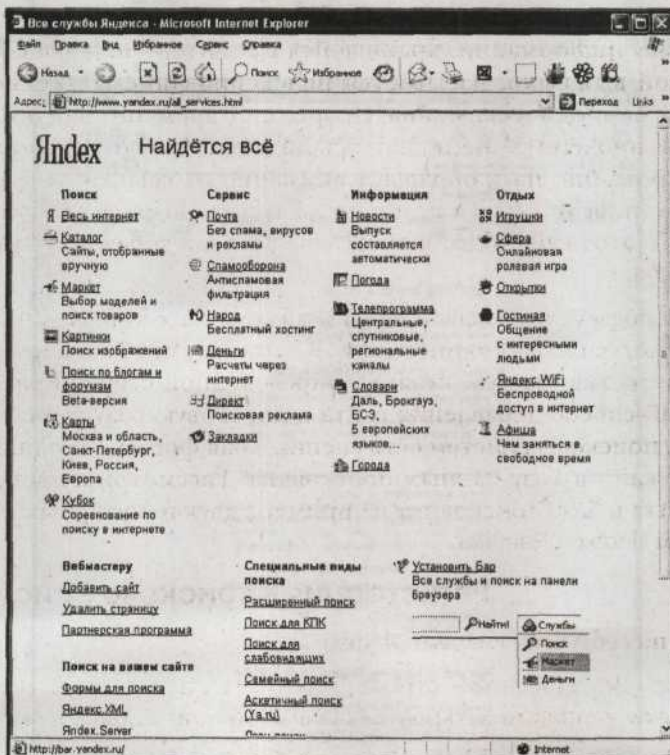 Все службы Яндекса - Microsoft Internet Explorer
Файл Правка Вид Избранное Сервис Справка
Назад Поиск Избранное
Адрес: http://www.yandex.ru/all_services.html Переход Links »
Яndex Найдётся всё
Поиск
Весь интернет
Каталог
Сайты, отобранные
вручную
Маркет
Выбор моделей и
поиск товаров
Картинки
Поиск изображений
Поиск по блогам и
форумам
Beta-версия
Карты
Москва и область,
Санкт-Петербург,
Киев, Россия,
Европа
Кубок
Соревнование по
поиску в интернете
Сервис
Почта
Без спама, вирусов
и рекламы
Спамооборона
Антиспамовая
фильтрация
Народ
Бесплатный хостинг
Деньги
Расчеты через
интернет
Директ
Поисковая реклама
Закладки
Информация
Новости
Выпуск
составляется
автоматически
Погода
Телепрограмма
Центральные,
спутниковые,
региональные
каналы
Словари
Даль, Брокгауз,
БСЭ,
5 европейских
языков...
Города
Отдых
Игрушки
Сфера
Онлайновая
ролевая игра
Открытки
Гостиная
Общение
с интересными
людьми
Яндекс.WiFi
Беспроводной
доступ в интернет
Афиша
Чем заняться в
свободное время
Вебмастеру
Добавить сайт
Удалить страницу
Партнерская программа
Поиск на вашем сайте
Формы для поиска
Яндекс.XML
Яndex.Server
Специальные виды
поиска
Расширенный поиск
Поиск для КПК
Поиск для
слабовидящих
Семейный поиск
Аскетичный поиск
(Ya.ru)
Установить Бар
Все службы и поиск на панели
браузера
Найти!
Службы
Поиск
Маркет
Деньги
http://bar.yandex.ru/ Internet